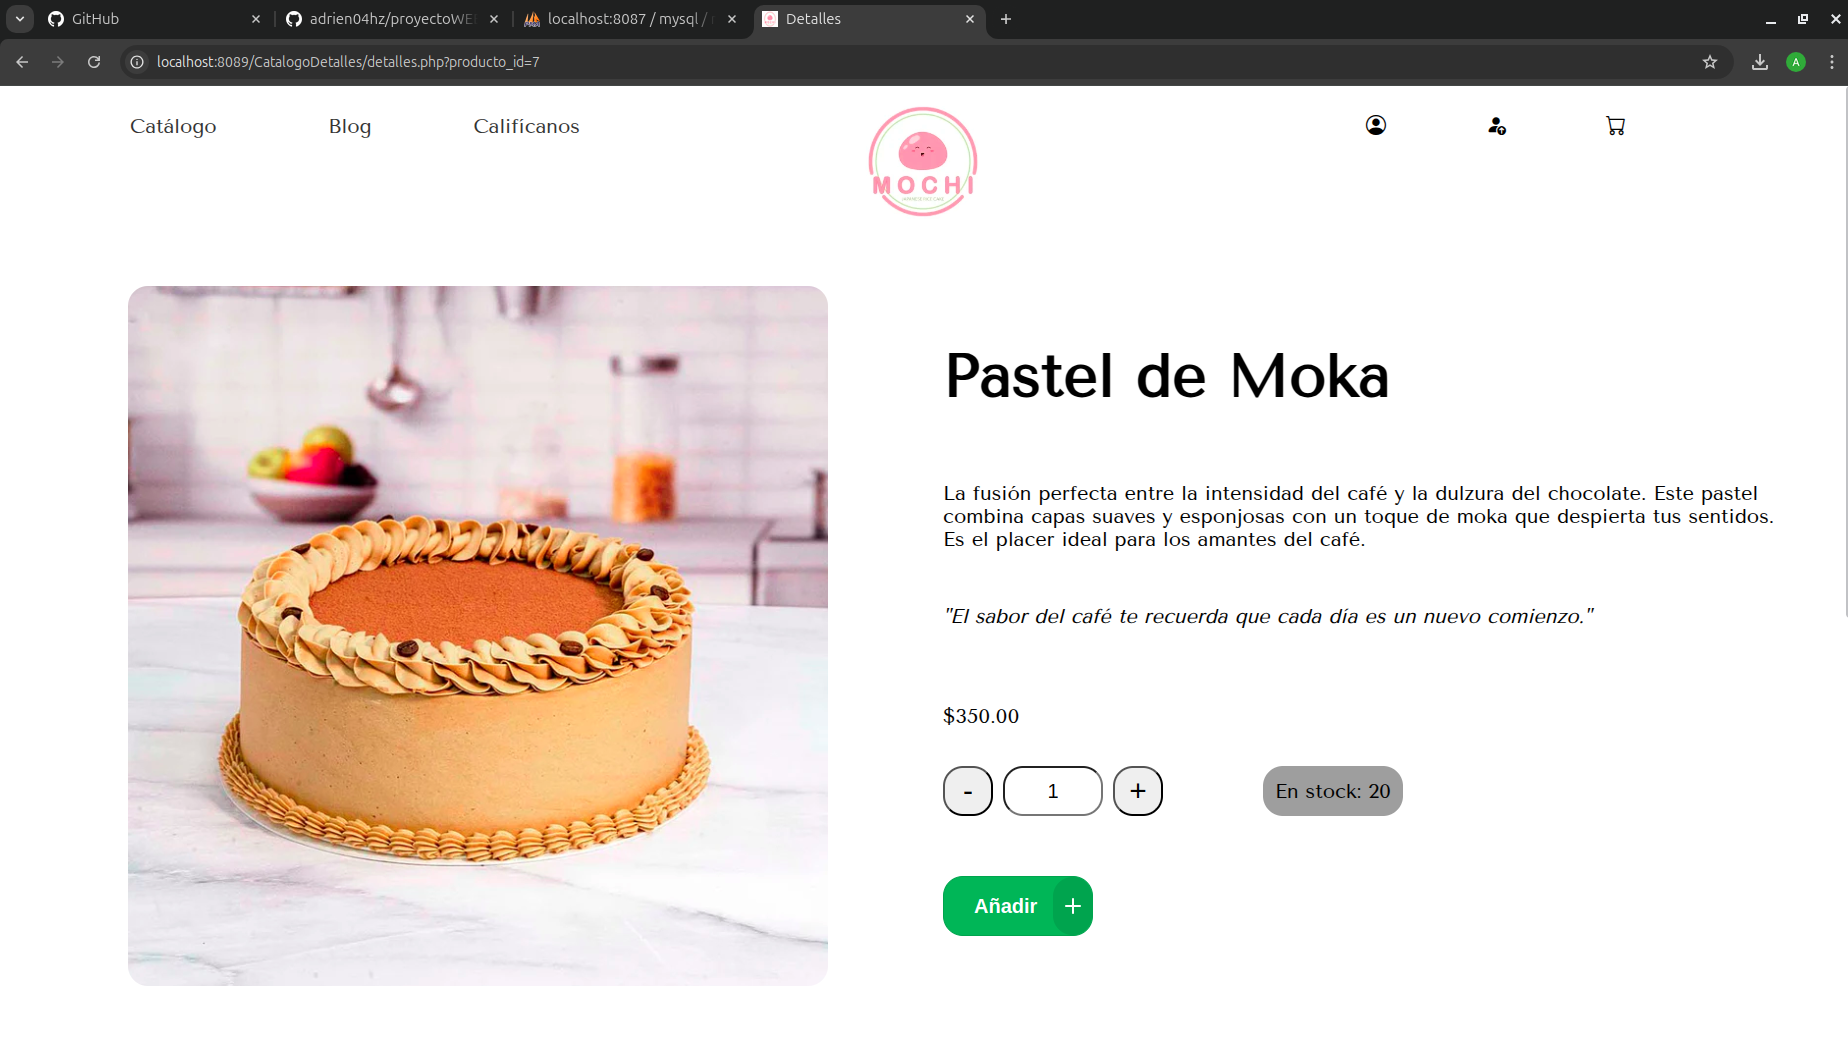 GitHub
adrien04hz/proyectoWE
localhost:8087 / mysql /
Detalles
localhost:8089/CatalogoDetalles/detalles.php?producto_id=7
A
Catálogo
Blog
Califícanos
MOCHI
Pastel de Moka
La fusión perfecta entre la intensidad del café y la dulzura del chocolate. Este pastel
combina capas suaves y esponjosas con un toque de moka que despierta tus sentidos.
Es el placer ideal para los amantes del café.
"El sabor del café te recuerda que cada día es un nuevo comienzo."
$350.00
-
1
+
En stock: 20
Añadir +